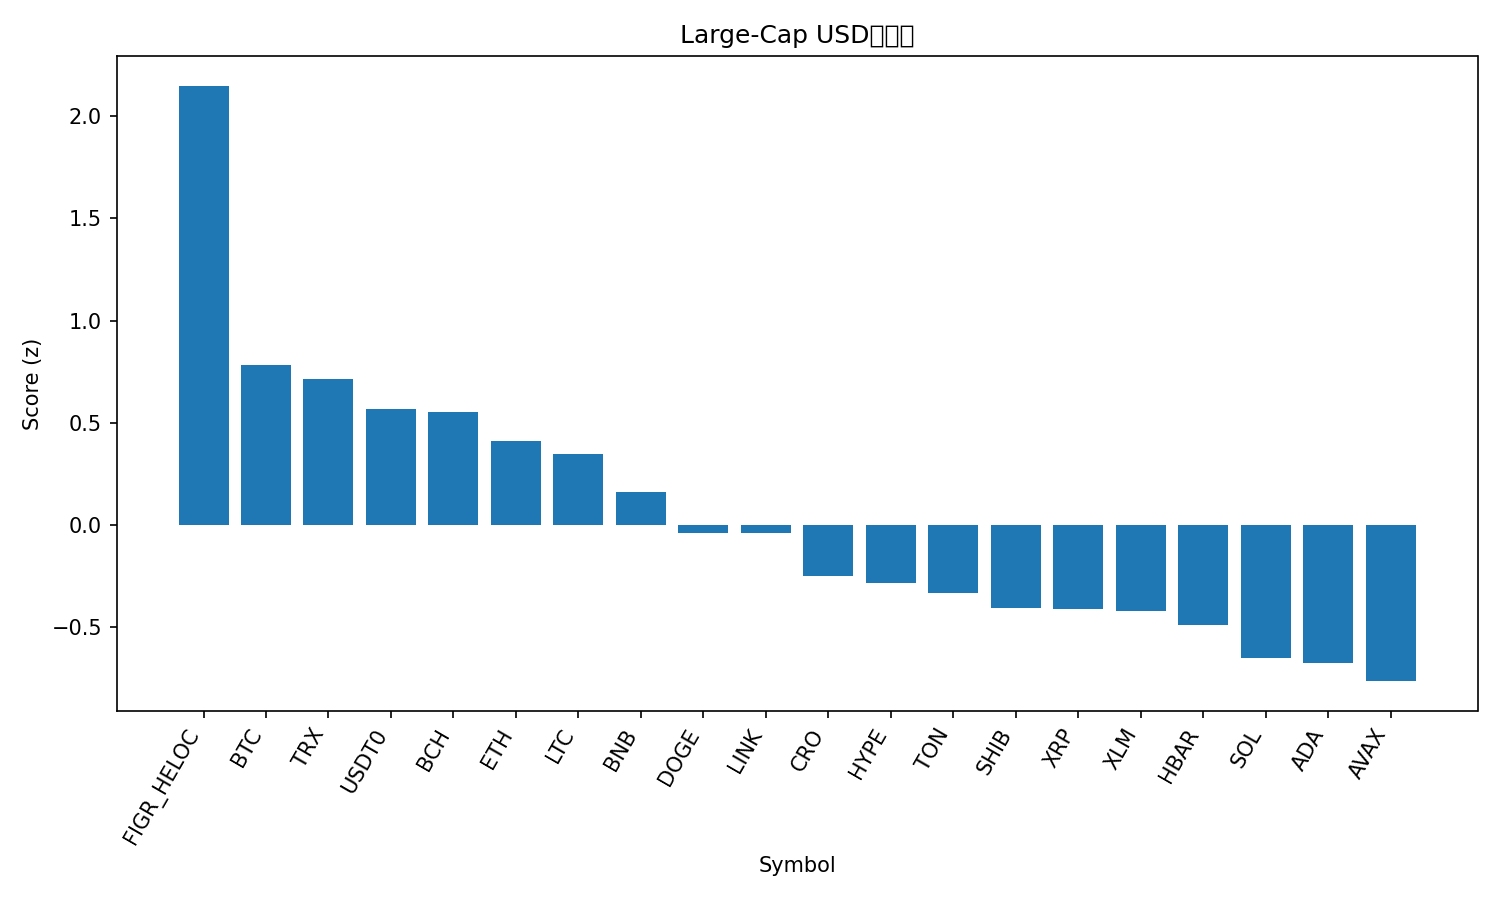 Large-Cap USD
Score (z)
2.0
1.5
1.0
0.5
0.0
−0.5
FIGR_HELOC
BTC
TRX
USDT0
BCH
ETH
LTC
BNB
DOGE
LINK
CRO
HYPE
TON
SHIB
XRP
XLM
HBAR
SOL
ADA
AVAX
Symbol